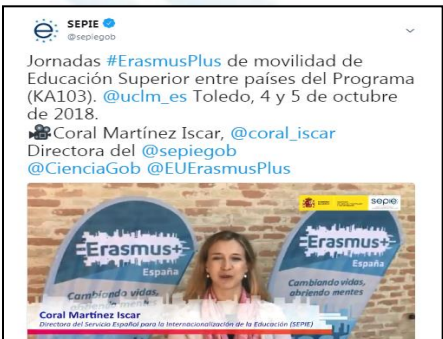 SEPIE
@sepiegob
Jornadas #ErasmusPlus de movilidad de
Educación Superior entre países del Programa
(KA103). @uclm_es Toledo, 4 y 5 de octubre
de 2018.
🎥Coral Martínez Iscar, @coral_iscar
Directora del @sepiegob
@CienciaGob @EUErasmusPlus
sepie
Erasmus+
España
Cambiando vidas,
abriendo mentes
Erasmus+
España
Cambiando vidas,
abriendo mentes
Coral Martínez Iscar
Directora del Servicio Español para la Internacionalización de la Educación (SEPIE)